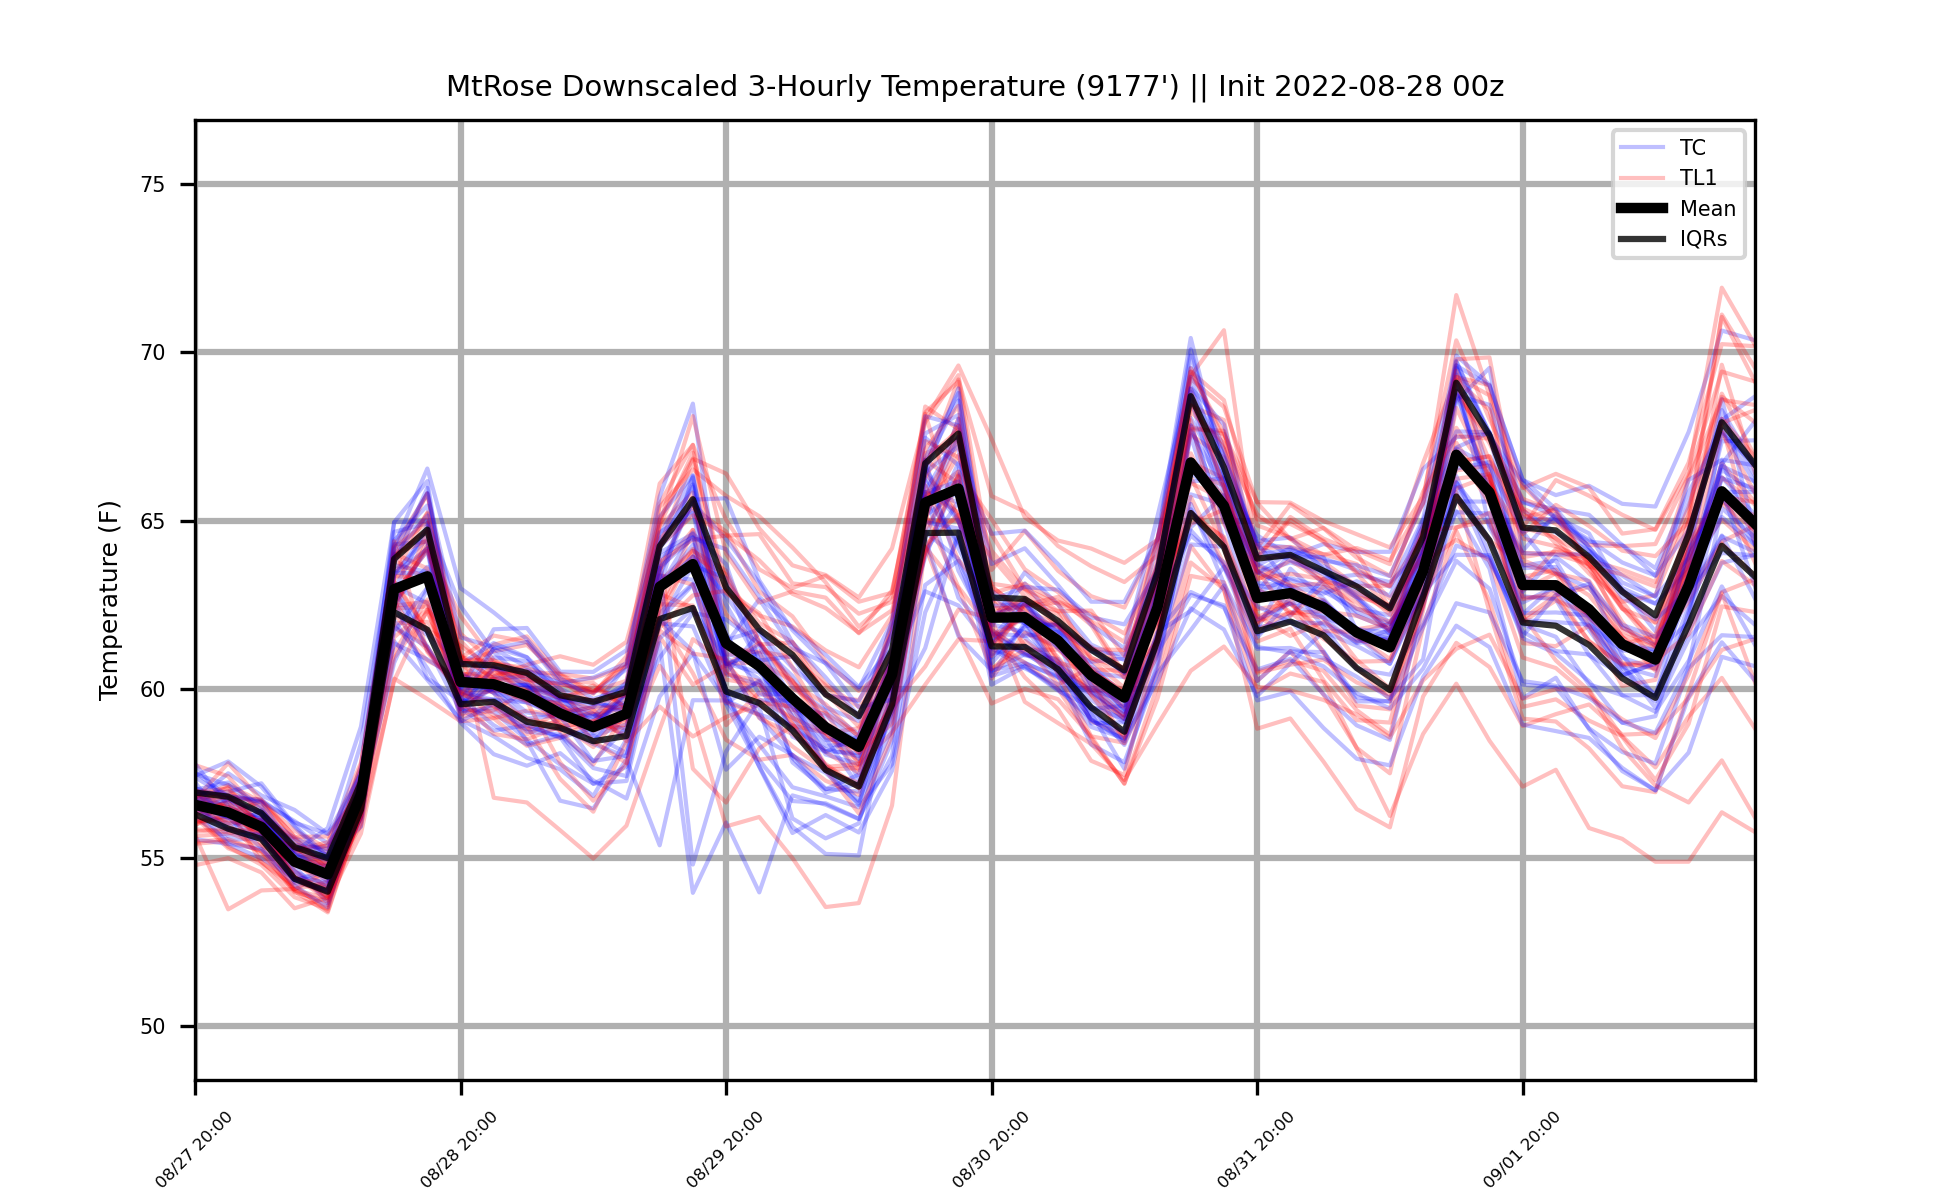 MtRose Downscaled 3-Hourly Temperature (9177') || Init 2022-08-28 00z
TC
TL1
Mean
IQRs
Temperature (F)
75
70
65
60
55
50
08/27 20:00
08/28 20:00
08/29 20:00
08/30 20:00
08/31 20:00
09/01 20:00